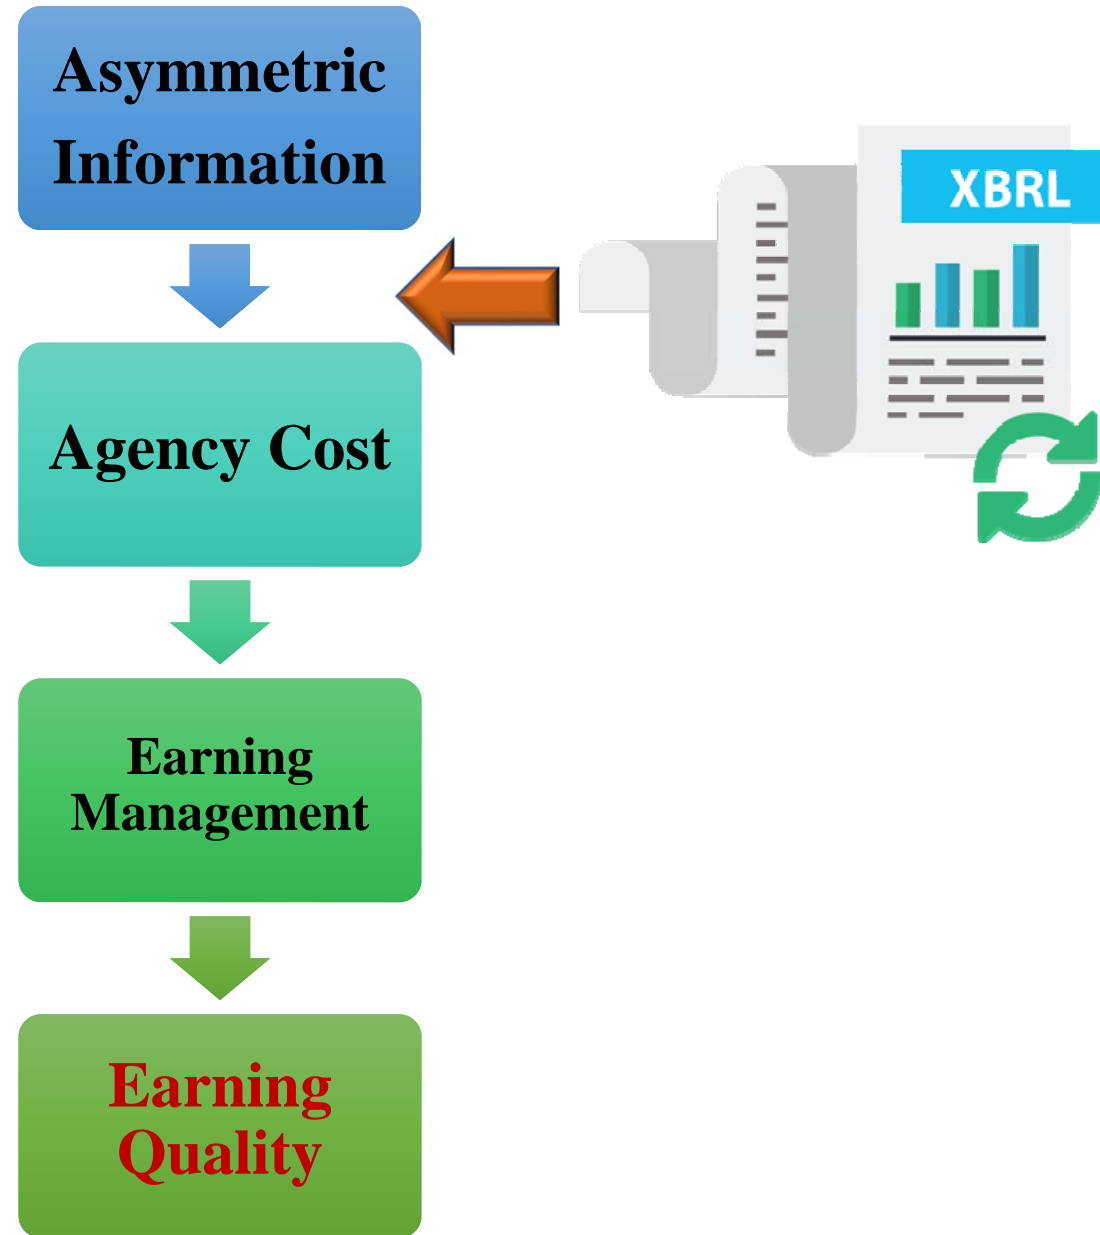 Asymmetric
Information
XBRL
Agency Cost
Earning
Management
Earning
Quality